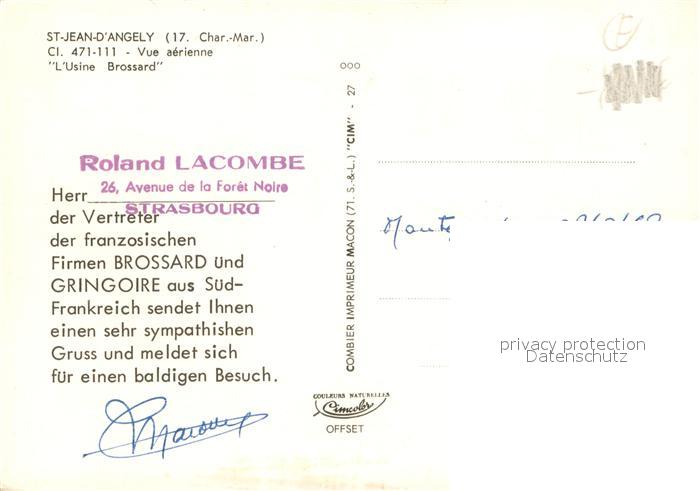 ST-JEAN-D'ANGELY (17. Char.-Mar.)
Cl. 471-111 - Vue aérienne
"L'Usine Brossard"
Roland LACOMBE
26, Avenue de la Forêt Noire
STRASBOURG
Herr
der Vertreter
der franzosischen
Firmen BROSSARD ünd
GRINGOIRE aus Süd-
Frankreich sendet Ihnen
einen sehr sympathishen
Gruss und meldet sich
für einen baldigen Besuch.
COMBIER IMPRIMEUR MACON (71. S.-&-L.) "CIM" - 27
000
COULEURS NATURELLES
Cimcolor
OFFSET
privacy protection
Datenschutz